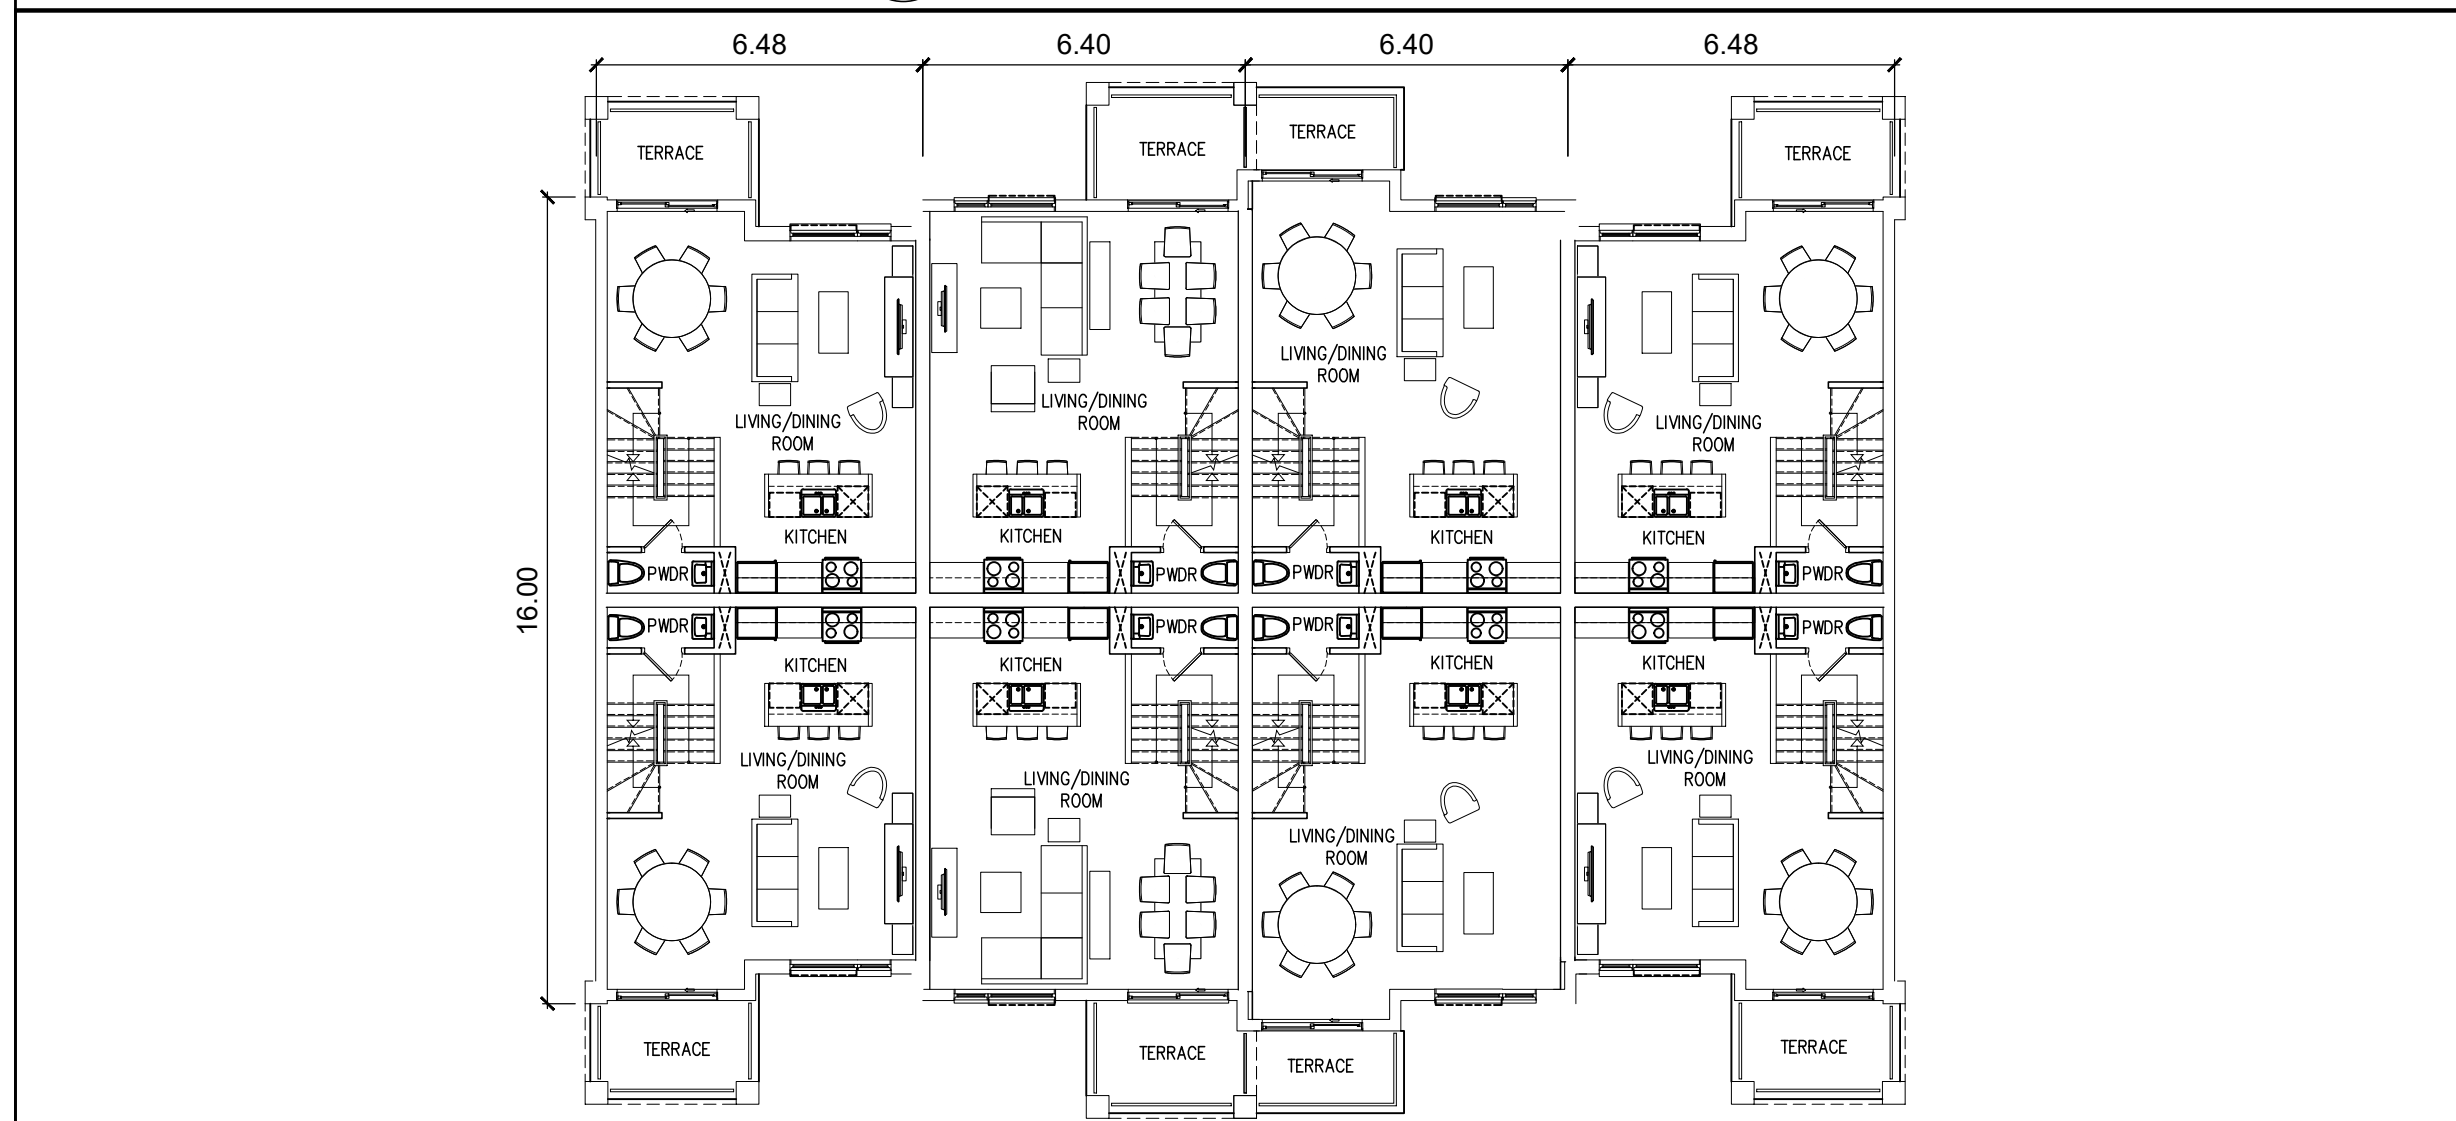 6.48 6.40 6.40 6.48
TERRACE TERRACE TERRACE TERRACE
LIVING/DINING
ROOM
LIVING/DINING
ROOM
LIVING/DINING
ROOM
LIVING/DINING
ROOM
KITCHEN KITCHEN KITCHEN KITCHEN
PWDR PWDR PWDR PWDR
16.00
PWDR PWDR PWDR PWDR
KITCHEN KITCHEN KITCHEN KITCHEN
LIVING/DINING
ROOM
LIVING/DINING
ROOM
LIVING/DINING
ROOM
LIVING/DINING
ROOM
TERRACE TERRACE TERRACE TERRACE